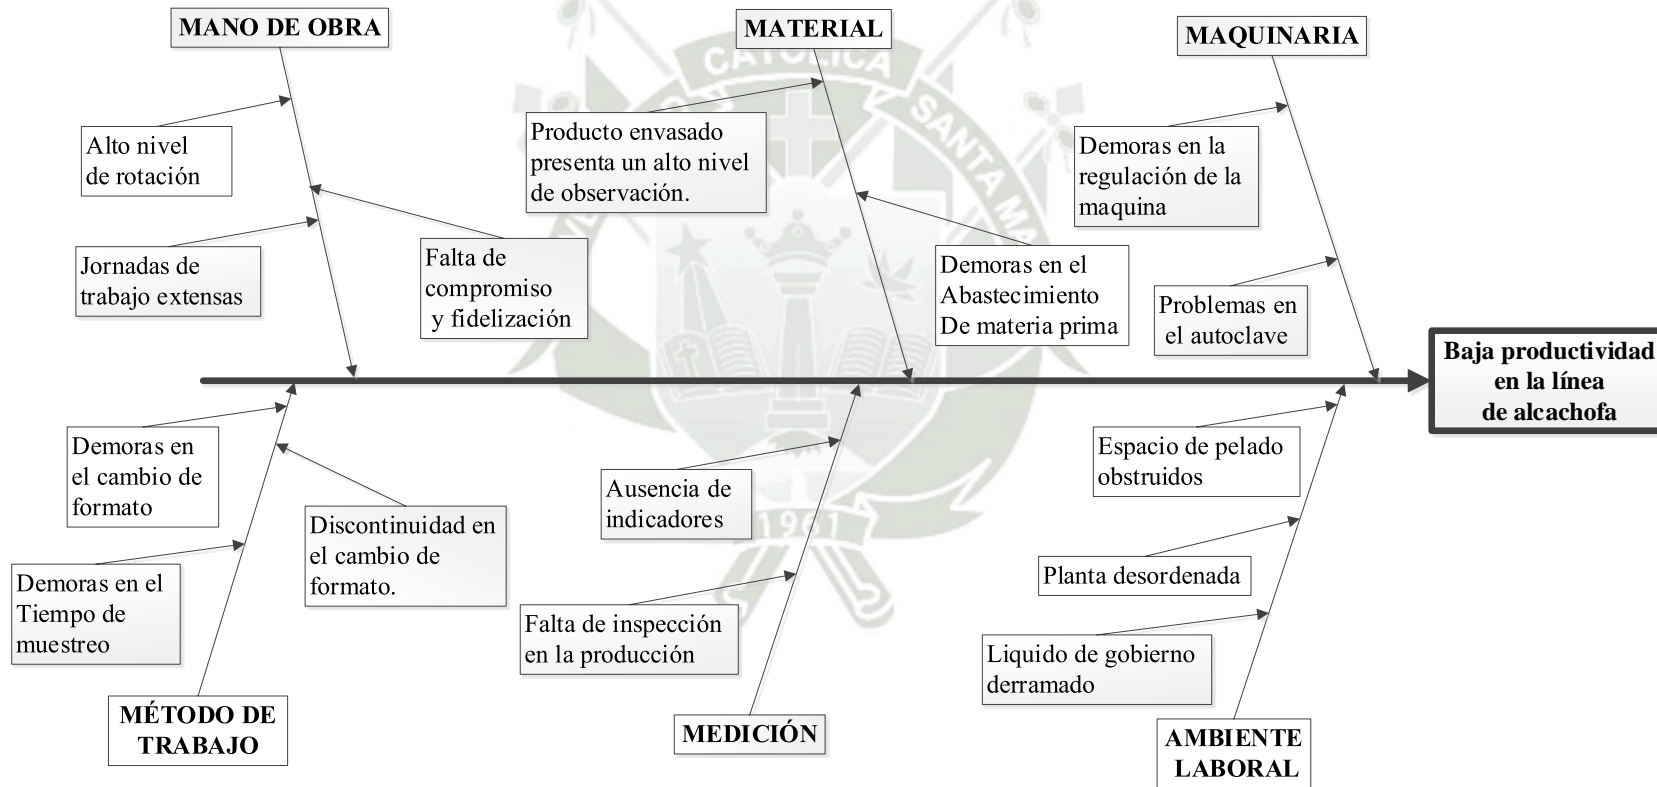 MANO DE OBRA
MATERIAL
MAQUINARIA
Alto nivel
de rotación
Jornadas de
trabajo extensas
Falta de
compromiso
y fidelización
Producto envasado
presenta un alto nivel
de observación.
Demoras en el
Abastecimiento
De materia prima
Demoras en la
regulación de la
maquina
Problemas en
el autoclave
Baja productividad
en la línea
de alcachofa
Demoras en
el cambio de
formato
Demoras en el
Tiempo de
muestreo
Discontinuidad en
el cambio de
formato.
Ausencia de
indicadores
Falta de inspección
en la producción
Espacio de pelado
obstruidos
Planta desordenada
Liquido de gobierno
derramado
MÉTODO DE
TRABAJO
MEDICIÓN
AMBIENTE
LABORAL
CATÓLICA
SANTA MA
1961